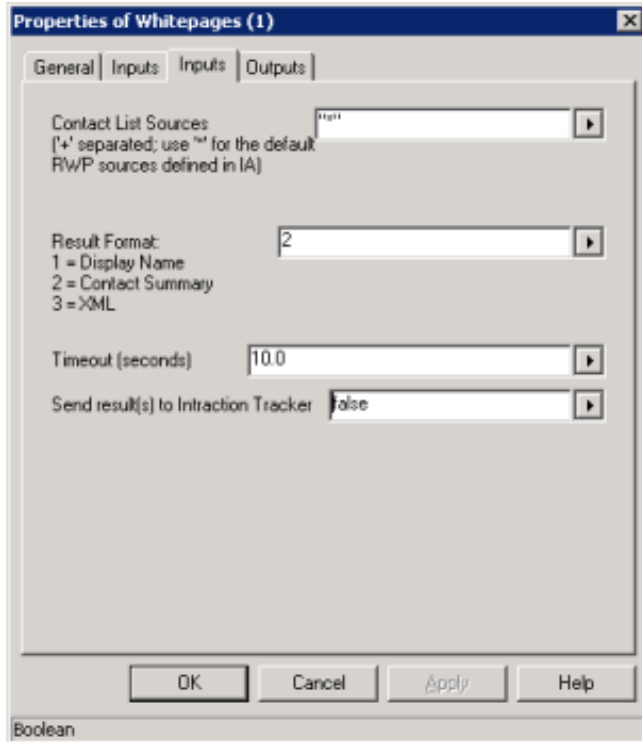 Properties of Whitepages (1)
General Inputs Inputs Outputs
Contact List Sources "*"
('+' separated; use '*' for the default
RWP sources defined in IA)
Result Format: 2
1 = Display Name
2 = Contact Summary
3 = XML
Timeout (seconds) 10.0
Send result(s) to Intraction Tracker false
OK Cancel Apply Help
Boolean